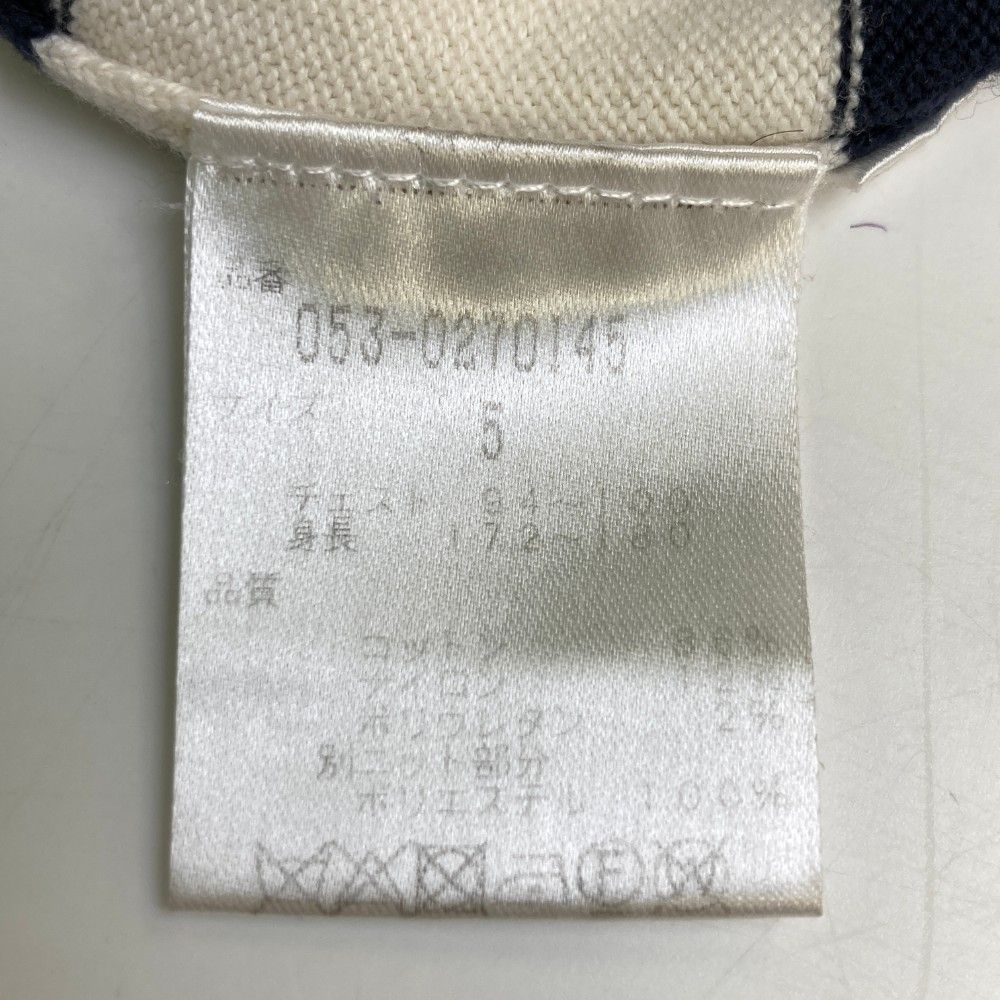 品番
053-0270145
サイズ 5
チェスト 94~100
身長 172~180
品質
コットン
ナイロン
ポリウレタン 2%
別ニット部分
ポリエステル 100%